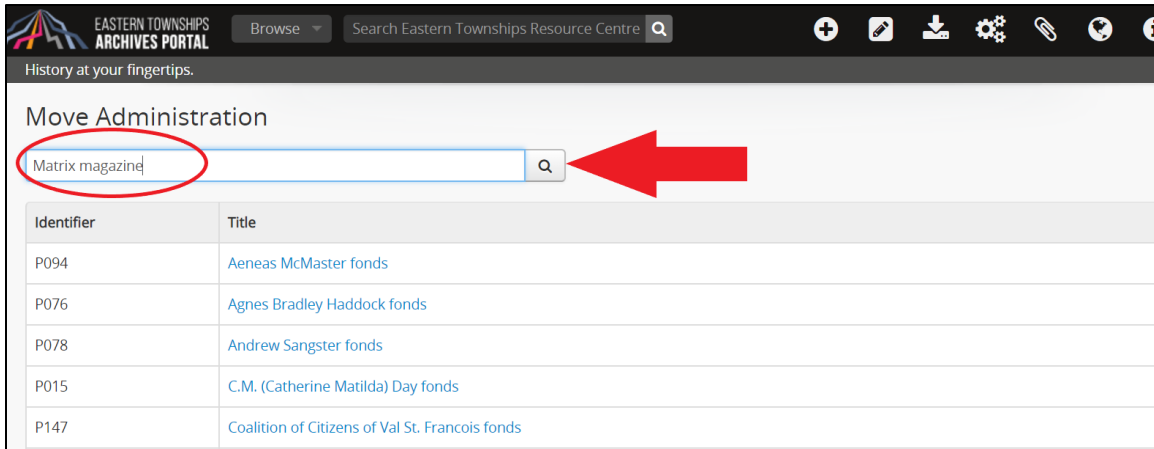 EASTERN TOWNSHIPS
ARCHIVES PORTAL
Browse
Search Eastern Townships Resource Centre
History at your fingertips.
Move Administration
Matrix magazine
Identifier Title
P094 Aeneas McMaster fonds
P076 Agnes Bradley Haddock fonds
P078 Andrew Sangster fonds
P015 C.M. (Catherine Matilda) Day fonds
P147 Coalition of Citizens of Val St. Francois fonds